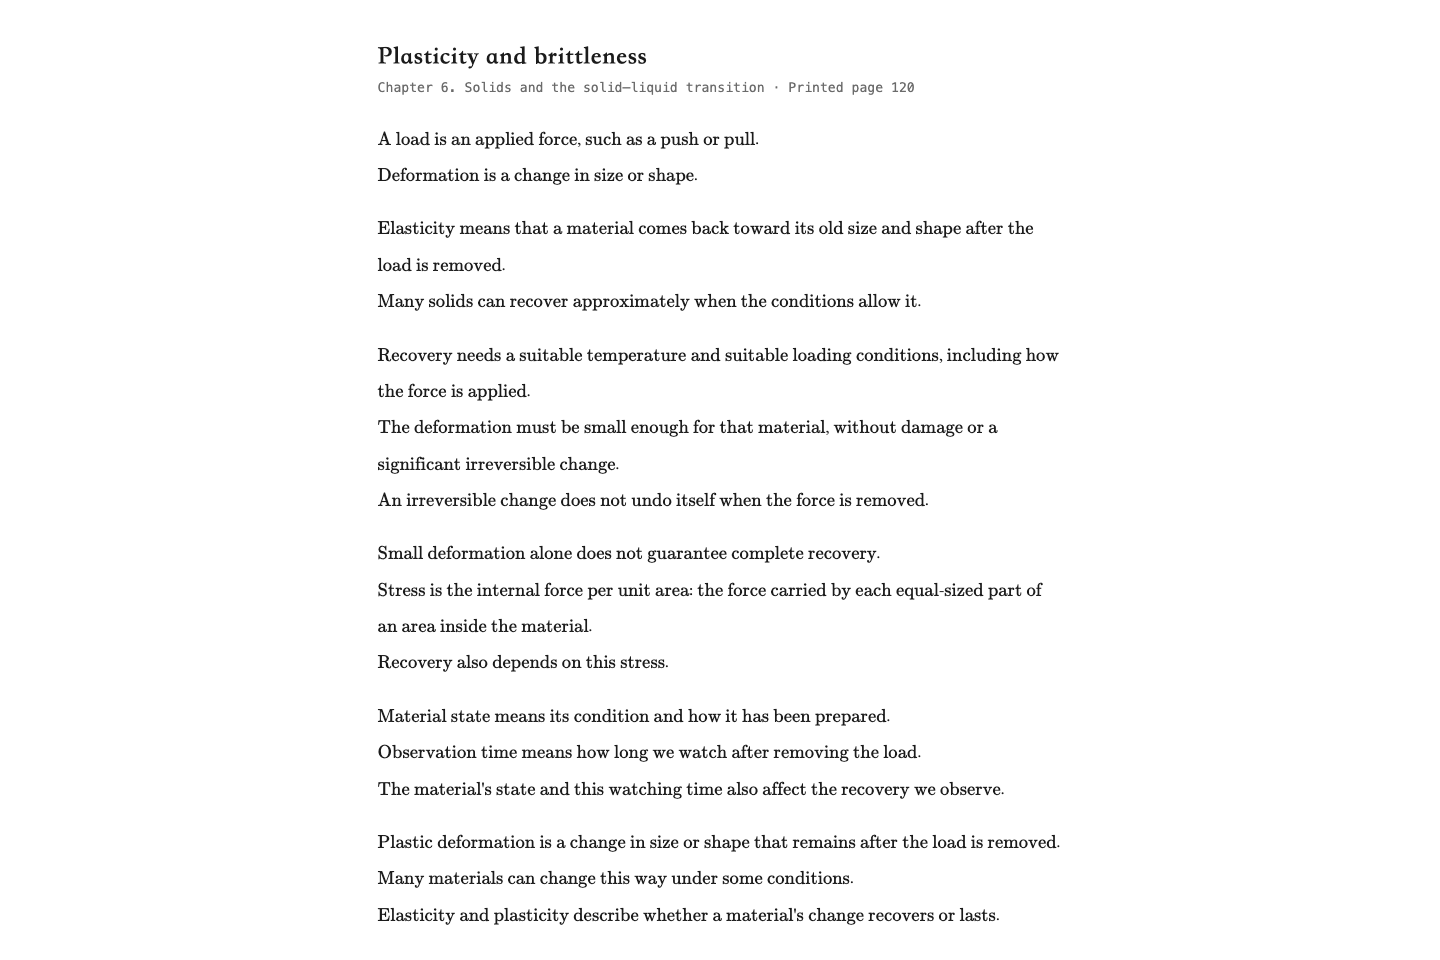 Plasticity and brittleness
Chapter 6. Solids and the solid–liquid transition · Printed page 120
A load is an applied force, such as a push or pull.
Deformation is a change in size or shape.
Elasticity means that a material comes back toward its old size and shape after the
load is removed.
Many solids can recover approximately when the conditions allow it.
Recovery needs a suitable temperature and suitable loading conditions, including how
the force is applied.
The deformation must be small enough for that material, without damage or a
significant irreversible change.
An irreversible change does not undo itself when the force is removed.
Small deformation alone does not guarantee complete recovery.
Stress is the internal force per unit area: the force carried by each equal-sized part of
an area inside the material.
Recovery also depends on this stress.
Material state means its condition and how it has been prepared.
Observation time means how long we watch after removing the load.
The material's state and this watching time also affect the recovery we observe.
Plastic deformation is a change in size or shape that remains after the load is removed.
Many materials can change this way under some conditions.
Elasticity and plasticity describe whether a material's change recovers or lasts.